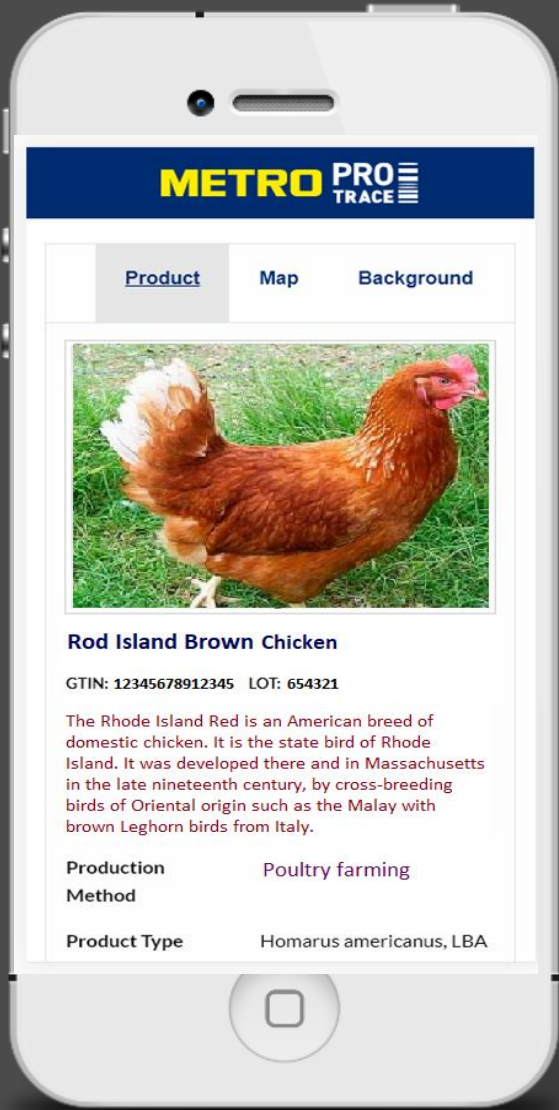 METRO PRO
TRACE
Product Map Background
Rod Island Brown Chicken
GTIN: 12345678912345 LOT: 654321
The Rhode Island Red is an American breed of
domestic chicken. It is the state bird of Rhode
Island. It was developed there and in Massachusetts
in the late nineteenth century, by cross-breeding
birds of Oriental origin such as the Malay with
brown Leghorn birds from Italy.
Production Poultry farming
Method
Product Type Homarus americanus, LBA